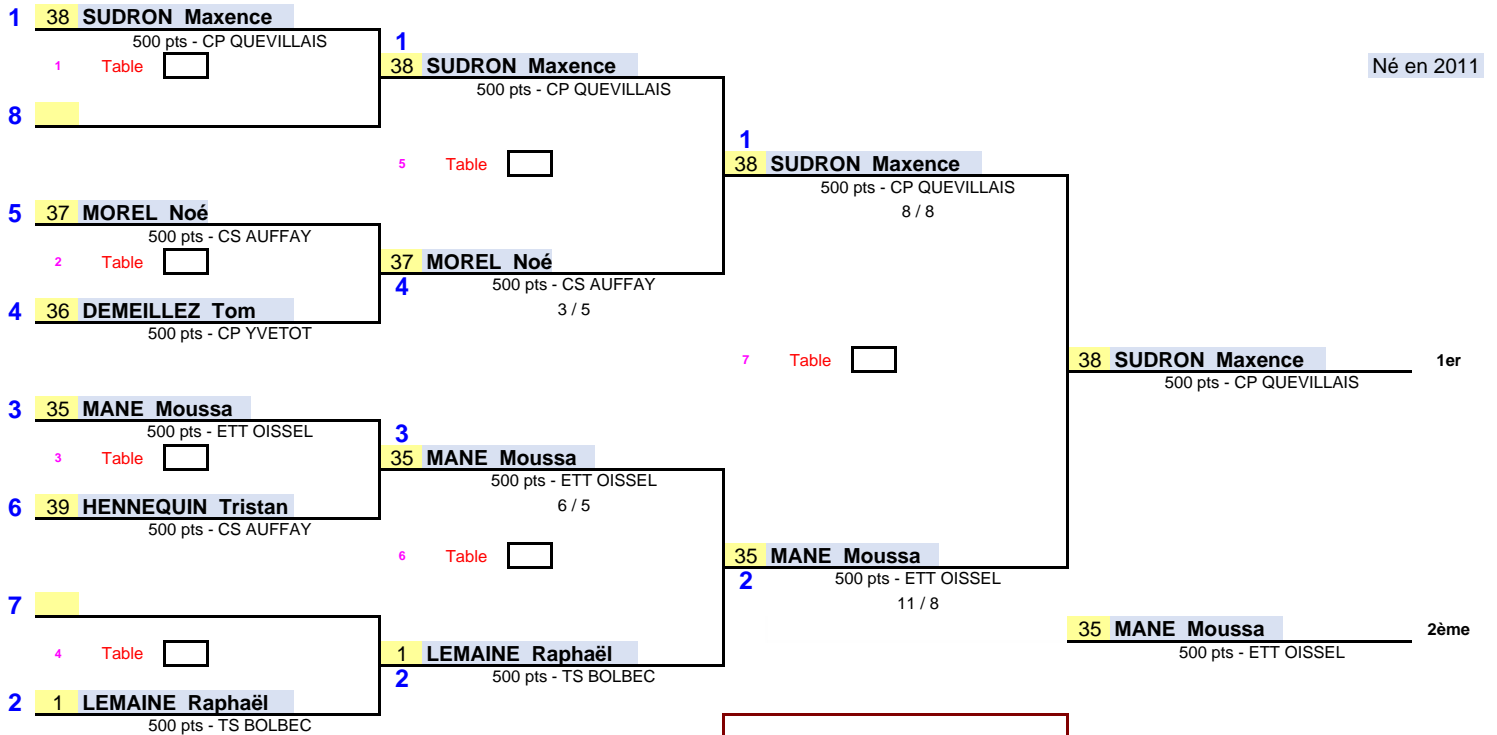 1 38 SUDRON Maxence
500 pts - CP QUEVILLAIS
1 Table
8
5 37 MOREL Noé
500 pts - CS AUFFAY
2 Table
4 36 DEMEILLEZ Tom
500 pts - CP YVETOT
3 35 MANE Moussa
500 pts - ETT OISSEL
3 Table
6 39 HENNEQUIN Tristan
500 pts - CS AUFFAY
7
4 Table
2 1 LEMAINE Raphaël
500 pts - TS BOLBEC
1
38 SUDRON Maxence
500 pts - CP QUEVILLAIS
5 Table
37 MOREL Noé
4 500 pts - CS AUFFAY
3 / 5
3
35 MANE Moussa
500 pts - ETT OISSEL
6 / 5
6 Table
1 LEMAINE Raphaël
2 500 pts - TS BOLBEC
1
38 SUDRON Maxence
500 pts - CP QUEVILLAIS
8 / 8
7 Table
35 MANE Moussa
2 500 pts - ETT OISSEL
11 / 8
Né en 2011
38 SUDRON Maxence 1er
500 pts - CP QUEVILLAIS
35 MANE Moussa 2ème
500 pts - ETT OISSEL